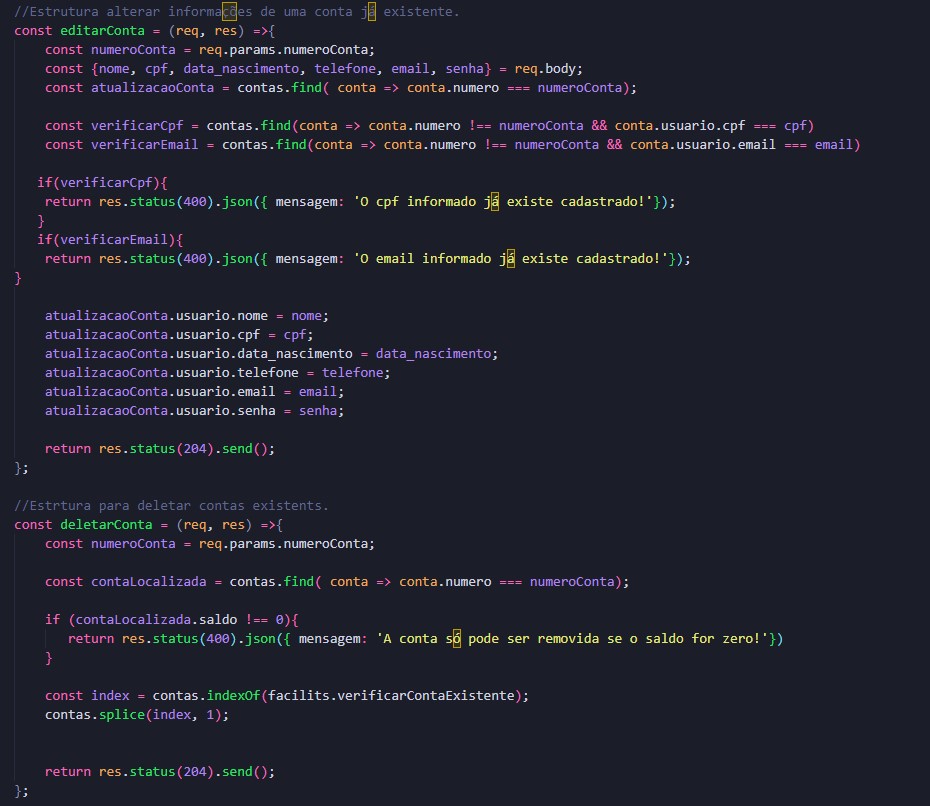 //Estrutura alterar informações de uma conta já existente.
const editarConta = (req, res) =>{
    const numeroConta = req.params.numeroConta;
    const {nome, cpf, data_nascimento, telefone, email, senha} = req.body;
    const atualizacaoConta = contas.find( conta => conta.numero === numeroConta);

    const verificarCpf = contas.find(conta => conta.numero !== numeroConta && conta.usuario.cpf === cpf)
    const verificarEmail = contas.find(conta => conta.numero !== numeroConta && conta.usuario.email === email)

   if(verificarCpf){
    return res.status(400).json({ mensagem: 'O cpf informado já existe cadastrado!'});
   }
   if(verificarEmail){
    return res.status(400).json({ mensagem: 'O email informado já existe cadastrado!'});
}

    atualizacaoConta.usuario.nome = nome;
    atualizacaoConta.usuario.cpf = cpf;
    atualizacaoConta.usuario.data_nascimento = data_nascimento;
    atualizacaoConta.usuario.telefone = telefone;
    atualizacaoConta.usuario.email = email;
    atualizacaoConta.usuario.senha = senha;

    return res.status(204).send();
};

//Estrtura para deletar contas existents.
const deletarConta = (req, res) =>{
    const numeroConta = req.params.numeroConta;

    const contaLocalizada = contas.find( conta => conta.numero === numeroConta);

    if (contaLocalizada.saldo !== 0){
       return res.status(400).json({ mensagem: 'A conta só pode ser removida se o saldo for zero!'})
    }

    const index = contas.indexOf(facilits.verificarContaExistente);
    contas.splice(index, 1);


    return res.status(204).send();
};